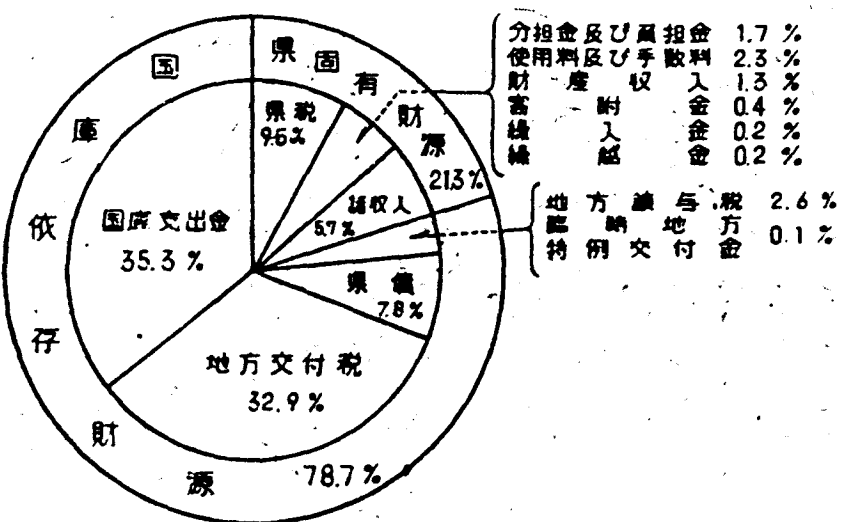 国庫依存財源
78.7%
県固有財源
21.3%
県税
9.5%
諸収入
5.7%
県債
7.8%
地方交付税
32.9%
国庫支出金
35.3%
分担金及び負担金 1.7%
使用料及び手数料 2.3%
財産収入 1.3%
寄附金 0.4%
繰入金 0.2%
繰越金 0.2%
地方譲与税 2.6%
臨時地方
特例交付金 0.1%